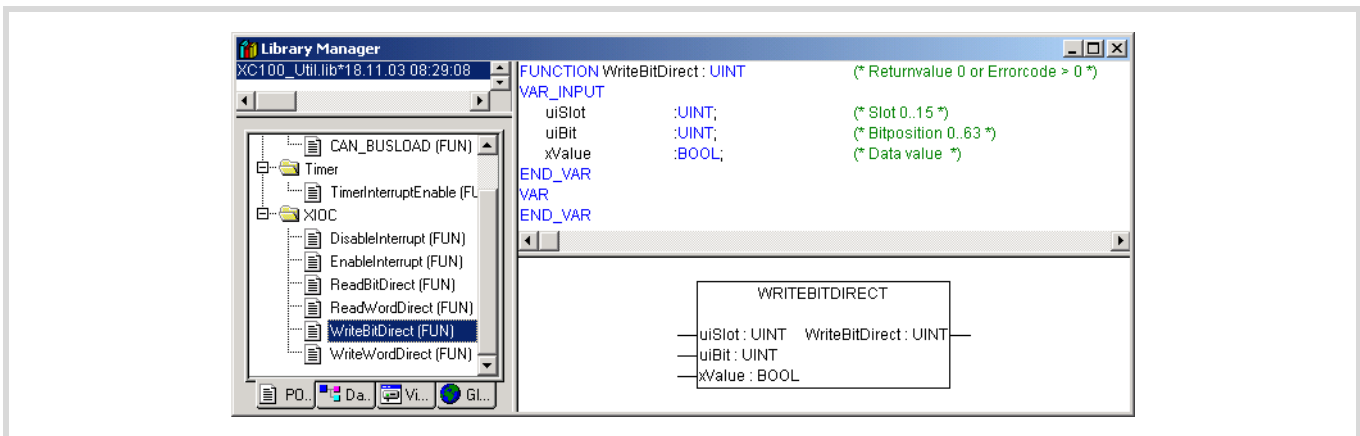 Library Manager
XC100_Util.lib*18.11.03 08:29:08
CAN_BUSLOAD (FUN)
Timer
TimerInterruptEnable (FU
XIOC
DisableInterrupt (FUN)
EnableInterrupt (FUN)
ReadBitDirect (FUN)
ReadWordDirect (FUN)
WriteBitDirect (FUN)
WriteWordDirect (FUN)
PO.. Da.. Vi... Gl...
FUNCTION WriteBitDirect : UINT (* Returnvalue 0 or Errorcode > 0 *)
VAR_INPUT
uiSlot :UINT; (* Slot 0..15 *)
uiBit :UINT; (* Bitposition 0..63 *)
xValue :BOOL; (* Data value *)
END_VAR
VAR
END_VAR
WRITEBITDIRECT
uiSlot : UINT WriteBitDirect : UINT
uiBit : UINT
xValue : BOOL